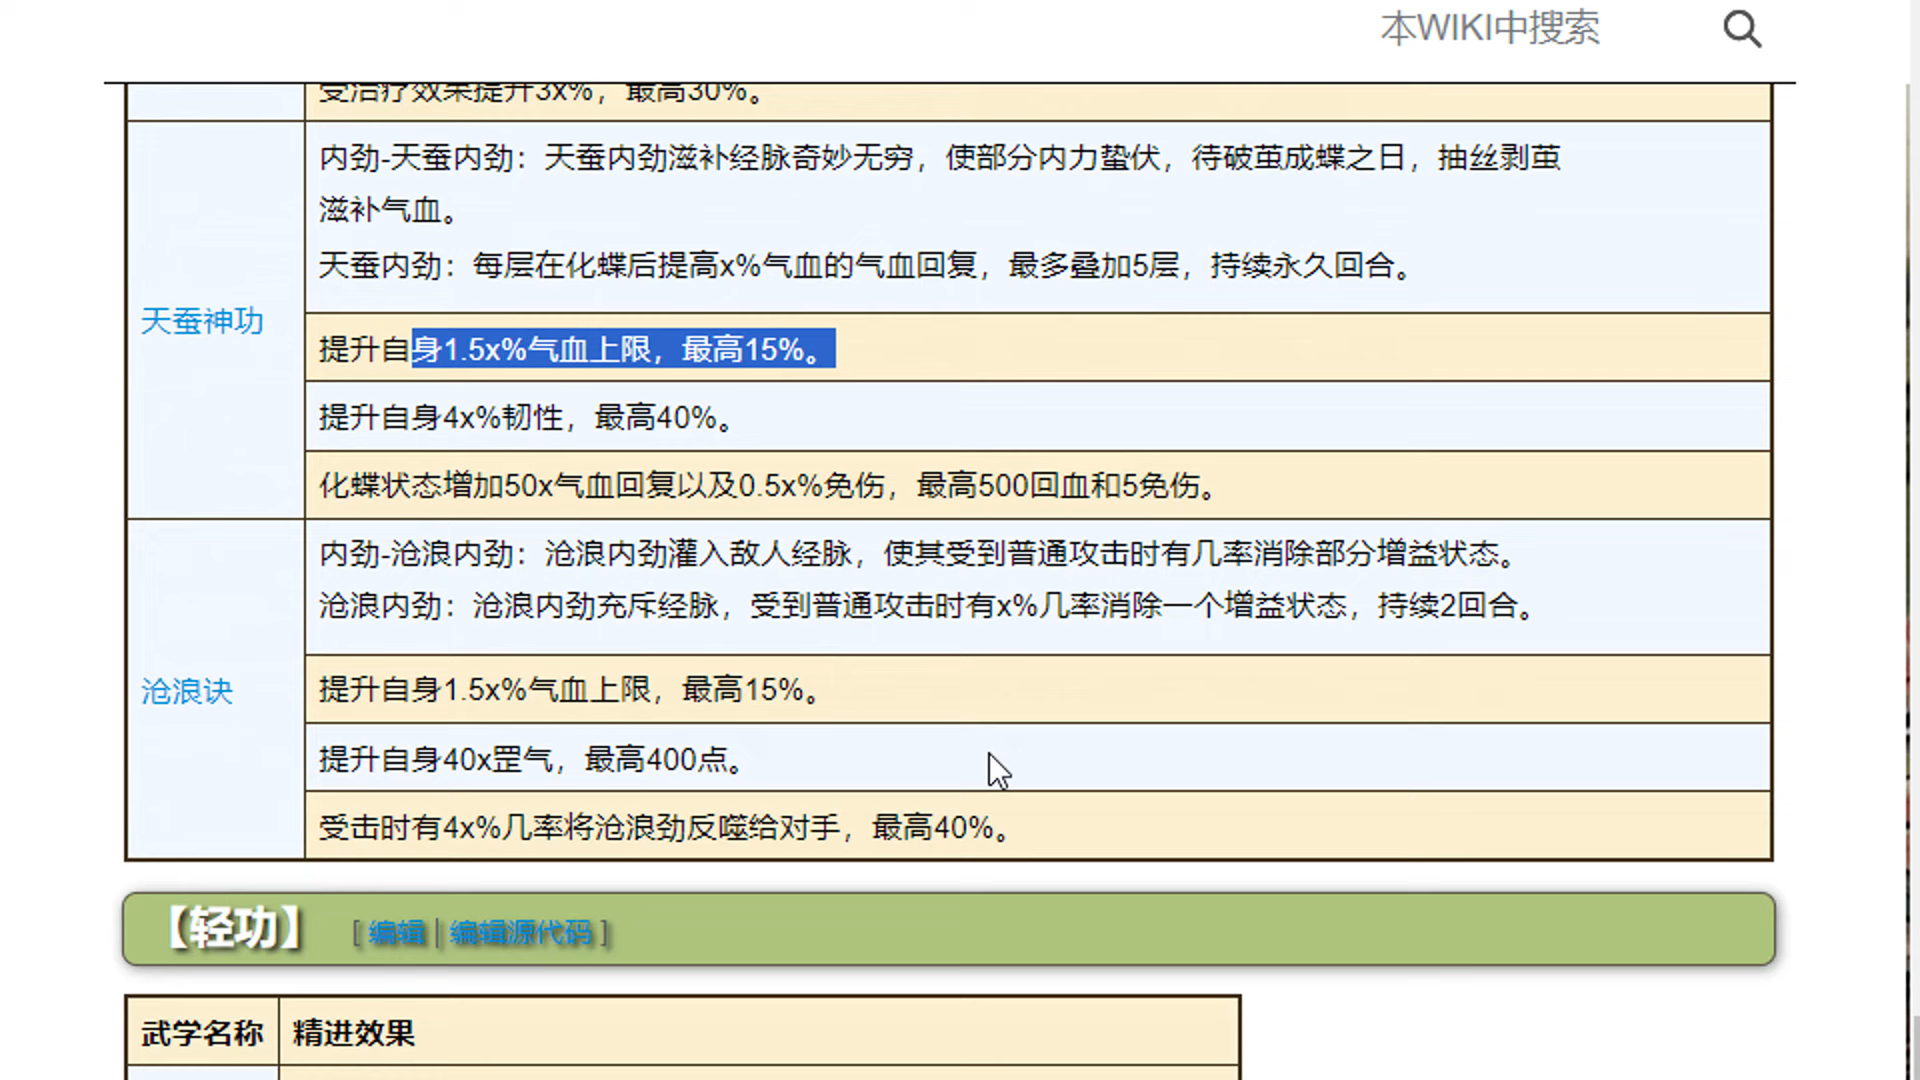 本WIKI中搜索
受治疗效果提升3x%，最高30%。
内劲-天蚕内劲：天蚕内劲滋补经脉奇妙无穷，使部分内力蛰伏，待破茧成蝶之日，抽丝剥茧
滋补气血。
天蚕内劲：每层在化蝶后提高x%气血的气血回复，最多叠加5层，持续永久回合。
天蚕神功
提升自身1.5x%气血上限，最高15%。
提升自身4x%韧性，最高40%。
化蝶状态增加50x气血回复以及0.5x%免伤，最高500回血和5免伤。
内劲-沧浪内劲：沧浪内劲灌入敌人经脉，使其受到普通攻击时有几率消除部分增益状态。
沧浪内劲：沧浪内劲充斥经脉，受到普通攻击时有x%几率消除一个增益状态，持续2回合。
沧浪诀
提升自身1.5x%气血上限，最高15%。
提升自身40x罡气，最高400点。
受击时有4x%几率将沧浪劲反噬给对手，最高40%。
【轻功】 [ 编辑 | 编辑源代码 ]
武学名称 精进效果